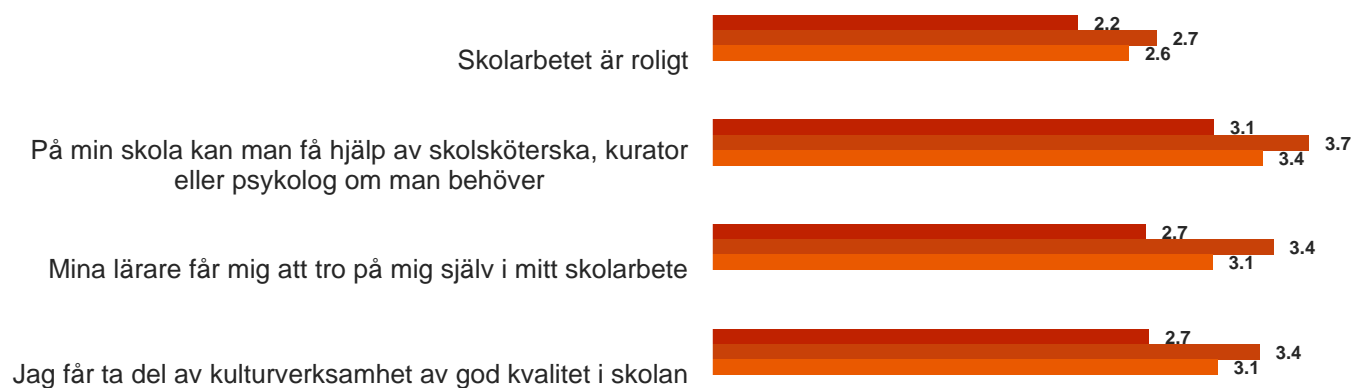 Skolarbetet är roligt
2.2
2.7
2.6
På min skola kan man få hjälp av skolsköterska, kurator
eller psykolog om man behöver
3.1
3.7
3.4
Mina lärare får mig att tro på mig själv i mitt skolarbete
2.7
3.4
3.1
Jag får ta del av kulturverksamhet av god kvalitet i skolan
2.7
3.4
3.1